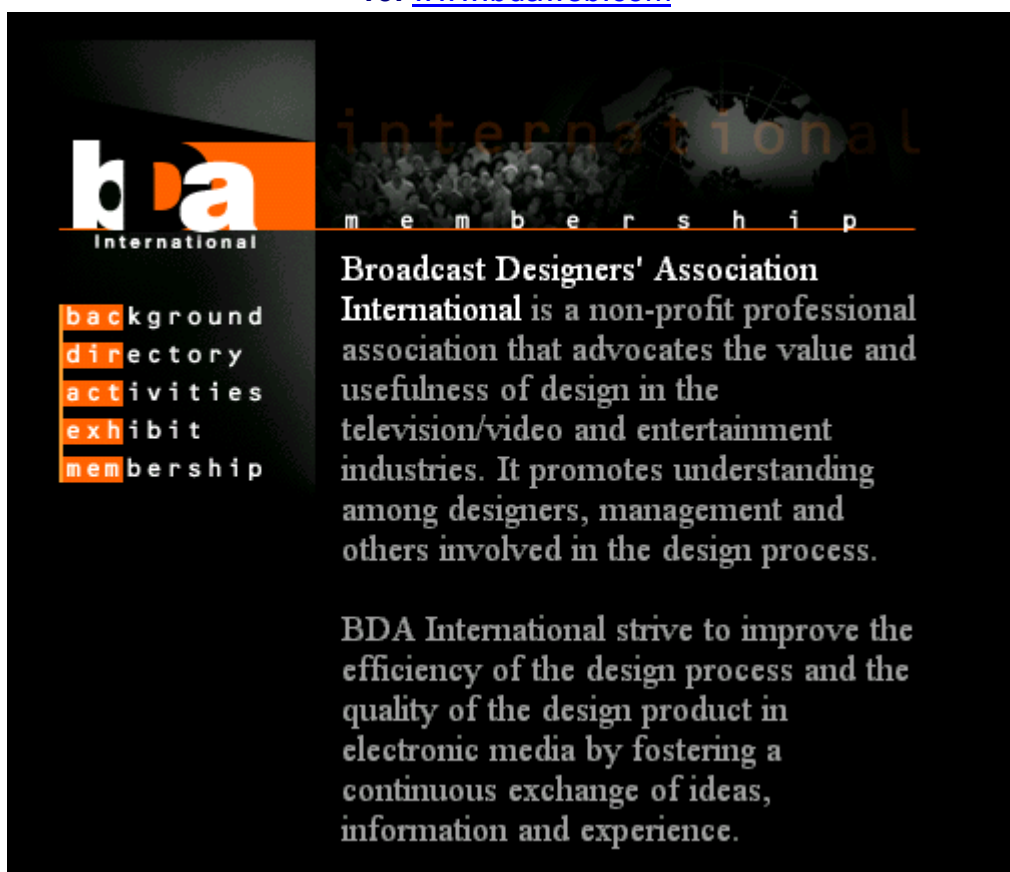 international
bDa
membership
International
background
directory
activities
exhibit
membership
Broadcast Designers' Association
International is a non-profit professional
association that advocates the value and
usefulness of design in the
television/video and entertainment
industries. It promotes understanding
among designers, management and
others involved in the design process.
BDA International strive to improve the
efficiency of the design process and the
quality of the design product in
electronic media by fostering a
continuous exchange of ideas,
information and experience.